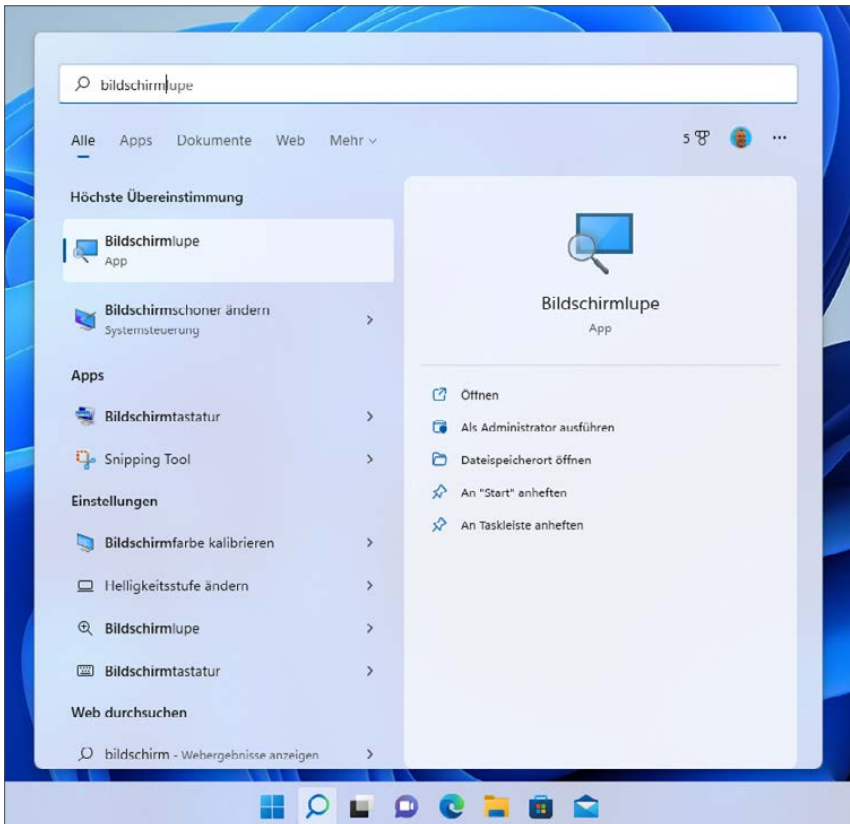 bildschirmlupe
Alle Apps Dokumente Web Mehr
5
Höchste Übereinstimmung
Bildschirmlupe
App
Bildschirmschoner ändern
Systemsteuerung
Apps
Bildschirmtastatur
Snipping Tool
Einstellungen
Bildschirmfarbe kalibrieren
Helligkeitsstufe ändern
Bildschirmlupe
Bildschirmtastatur
Web durchsuchen
bildschirm - Webergebnisse anzeigen
Bildschirmlupe
App
Öffnen
Als Administrator ausführen
Dateispeicherort öffnen
An "Start" anheften
An Taskleiste anheften